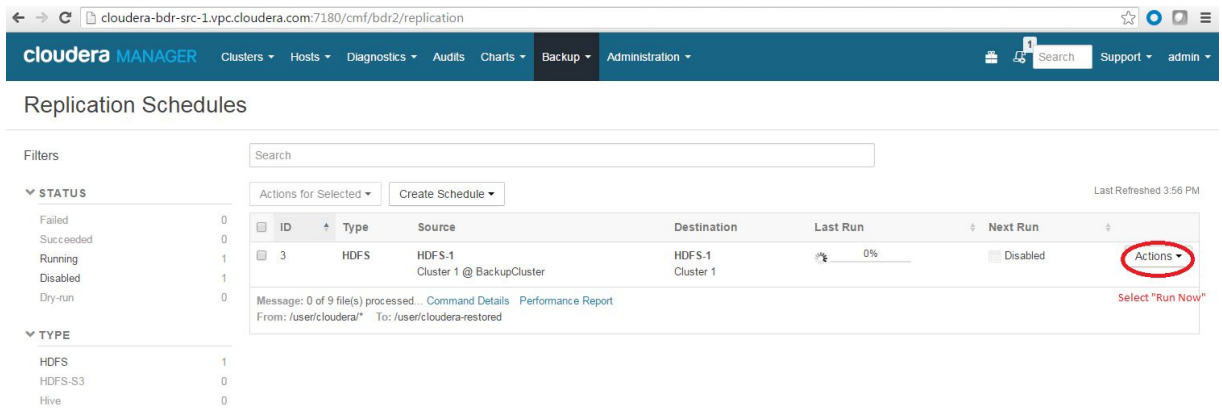 cloudera-bdr-src-1.vpc.cloudera.com:7180/cmf/bdr2/replication
cloudera MANAGER Clusters Hosts Diagnostics Audits Charts Backup Administration 1 Search Support admin
Replication Schedules
Filters
Search
STATUS
Actions for Selected Create Schedule Last Refreshed 3:56 PM
Failed 0
Succeeded 0
Running 1
Disabled 1
Dry-run 0
ID Type Source Destination Last Run Next Run
3 HDFS HDFS-1 HDFS-1 0% Disabled Actions
Cluster 1 @ BackupCluster Cluster 1
Message: 0 of 9 file(s) processed... Command Details Performance Report
Select "Run Now"
From: /user/cloudera/* To: /user/cloudera-restored
TYPE
HDFS 1
HDFS-S3 0
Hive 0